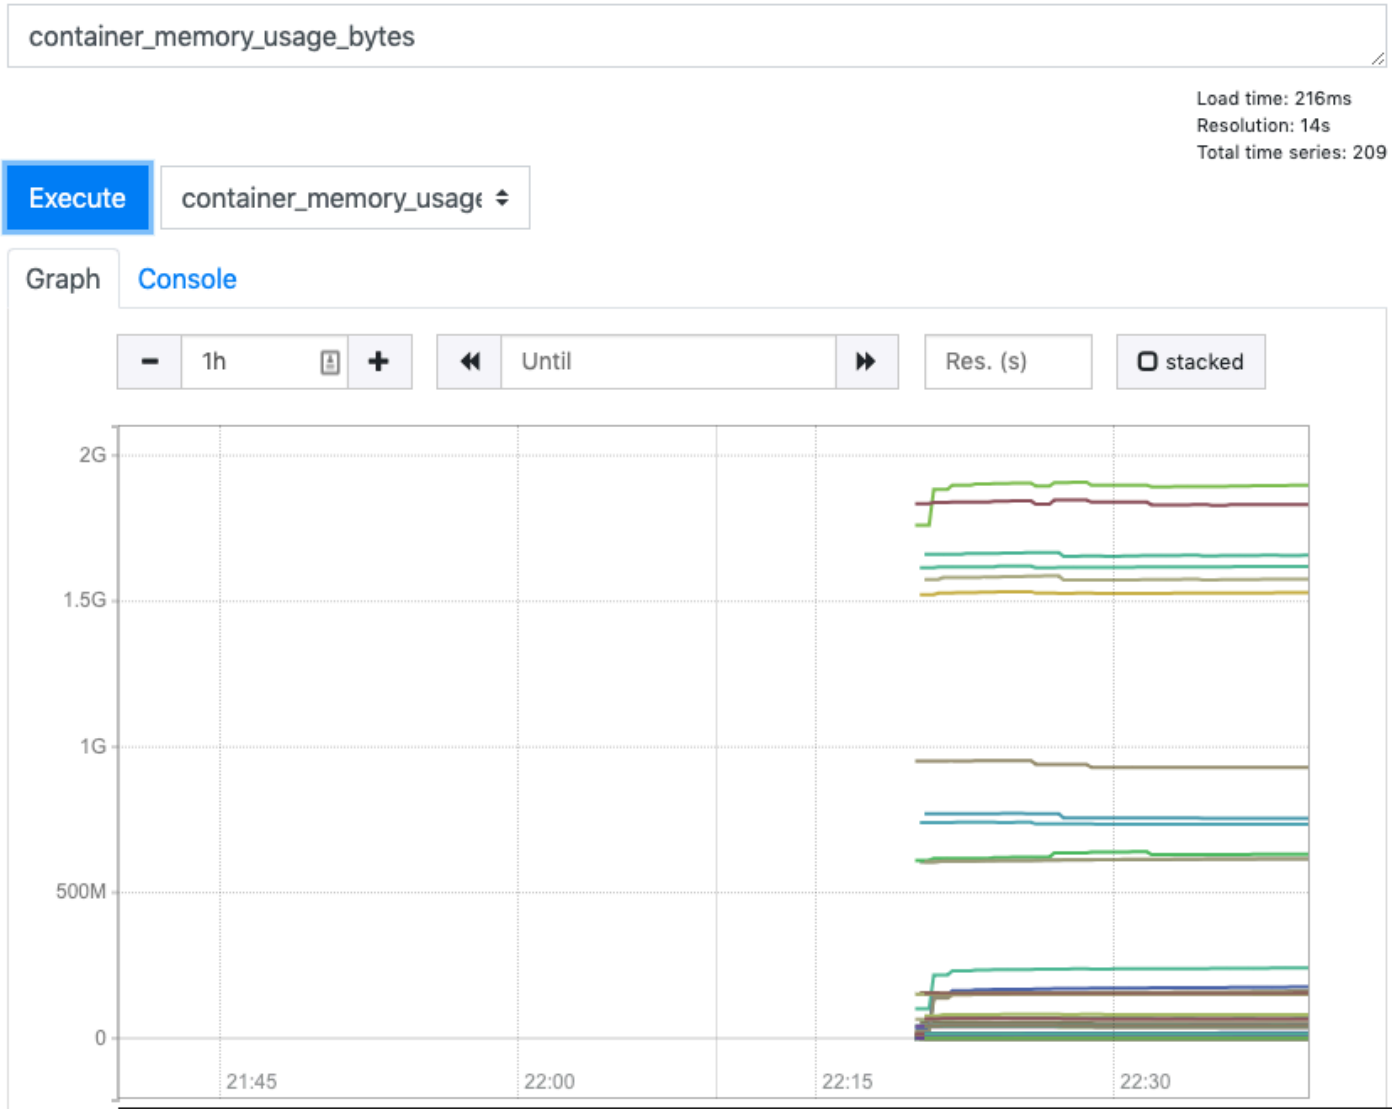 container_memory_usage_bytes
Load time: 216ms
Resolution: 14s
Total time series: 209
Execute
container_memory_usage
Graph
Console
1h
Until
Res. (s)
stacked
2G
1.5G
1G
500M
0
21:45
22:00
22:15
22:30